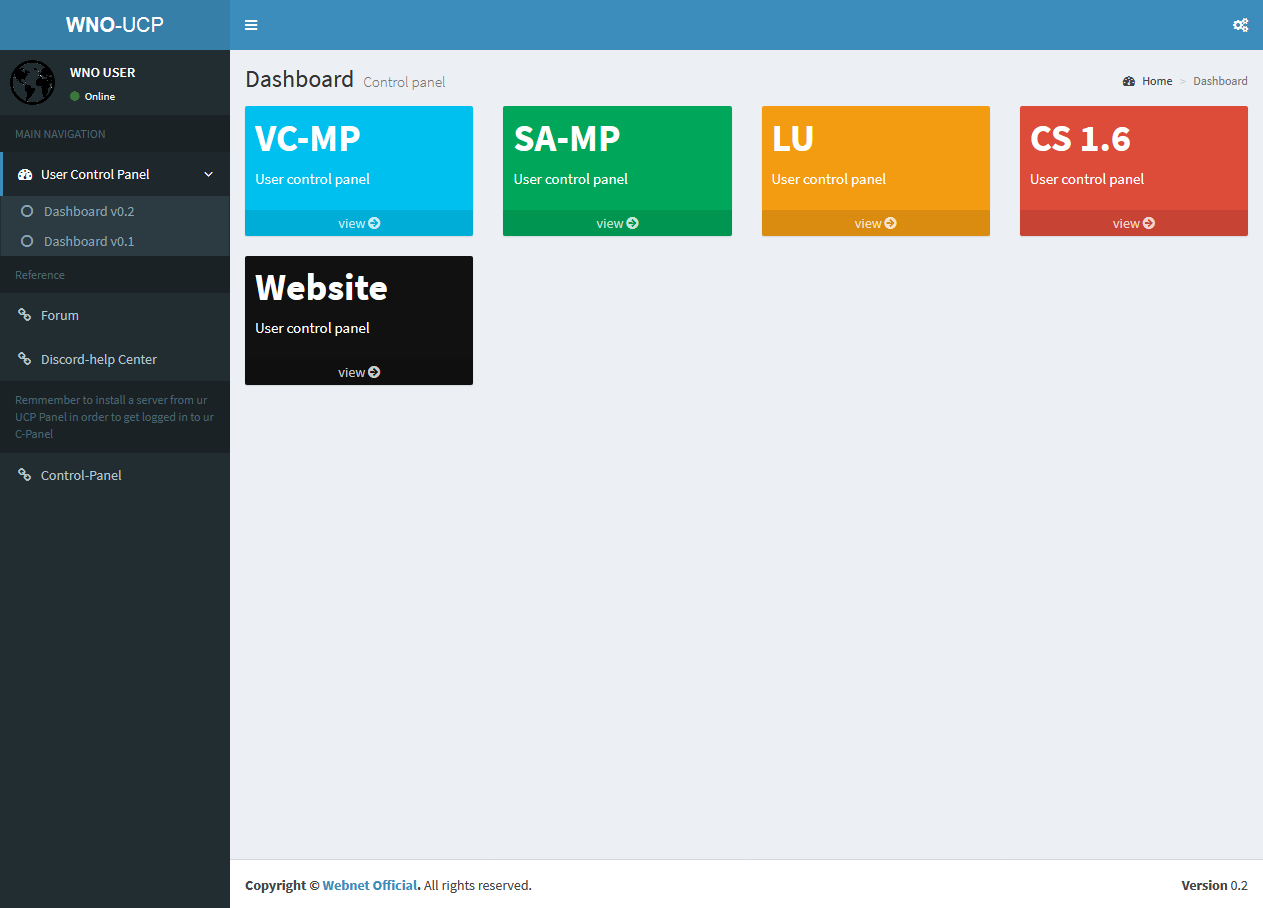 WNO-UCP
WNO USER
Online
MAIN NAVIGATION
User Control Panel
Dashboard v0.2
Dashboard v0.1
Reference
Forum
Discord-help Center
Remmember to install a server from ur
UCP Panel in order to get logged in to ur
C-Panel
Control-Panel
Dashboard Control panel
Home > Dashboard
VC-MP
User control panel
view
SA-MP
User control panel
view
LU
User control panel
view
CS 1.6
User control panel
view
Website
User control panel
view
Copyright © Webnet Official. All rights reserved.
Version 0.2